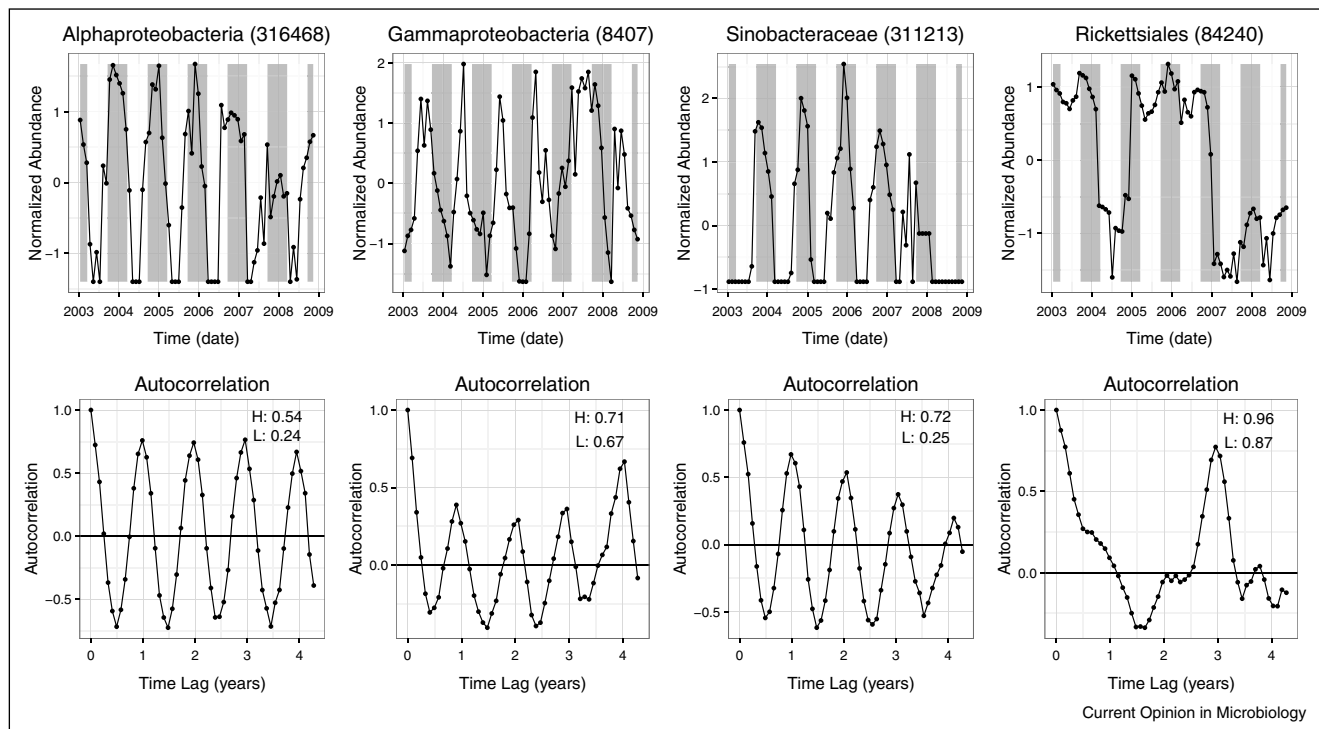 Alphaproteobacteria (316468)
Gammaproteobacteria (8407)
Sinobacteraceae (311213)
Rickettsiales (84240)
Normalized Abundance
1
0
−1
2003 2004 2005 2006 2007 2008 2009
Time (date)
Normalized Abundance
2
1
0
−1
2003 2004 2005 2006 2007 2008 2009
Time (date)
Normalized Abundance
2
1
0
−1
2003 2004 2005 2006 2007 2008 2009
Time (date)
Normalized Abundance
1
0
−1
2003 2004 2005 2006 2007 2008 2009
Time (date)
Autocorrelation
H: 0.54
L: 0.24
Autocorrelation
1.0
0.5
0.0
−0.5
0 1 2 3 4
Time Lag (years)
Autocorrelation
H: 0.71
L: 0.67
Autocorrelation
1.0
0.5
0.0
0 1 2 3 4
Time Lag (years)
Autocorrelation
H: 0.72
L: 0.25
Autocorrelation
1.0
0.5
0.0
−0.5
0 1 2 3 4
Time Lag (years)
Autocorrelation
H: 0.96
L: 0.87
Autocorrelation
1.0
0.5
0.0
0 1 2 3 4
Time Lag (years)
Current Opinion in Microbiology